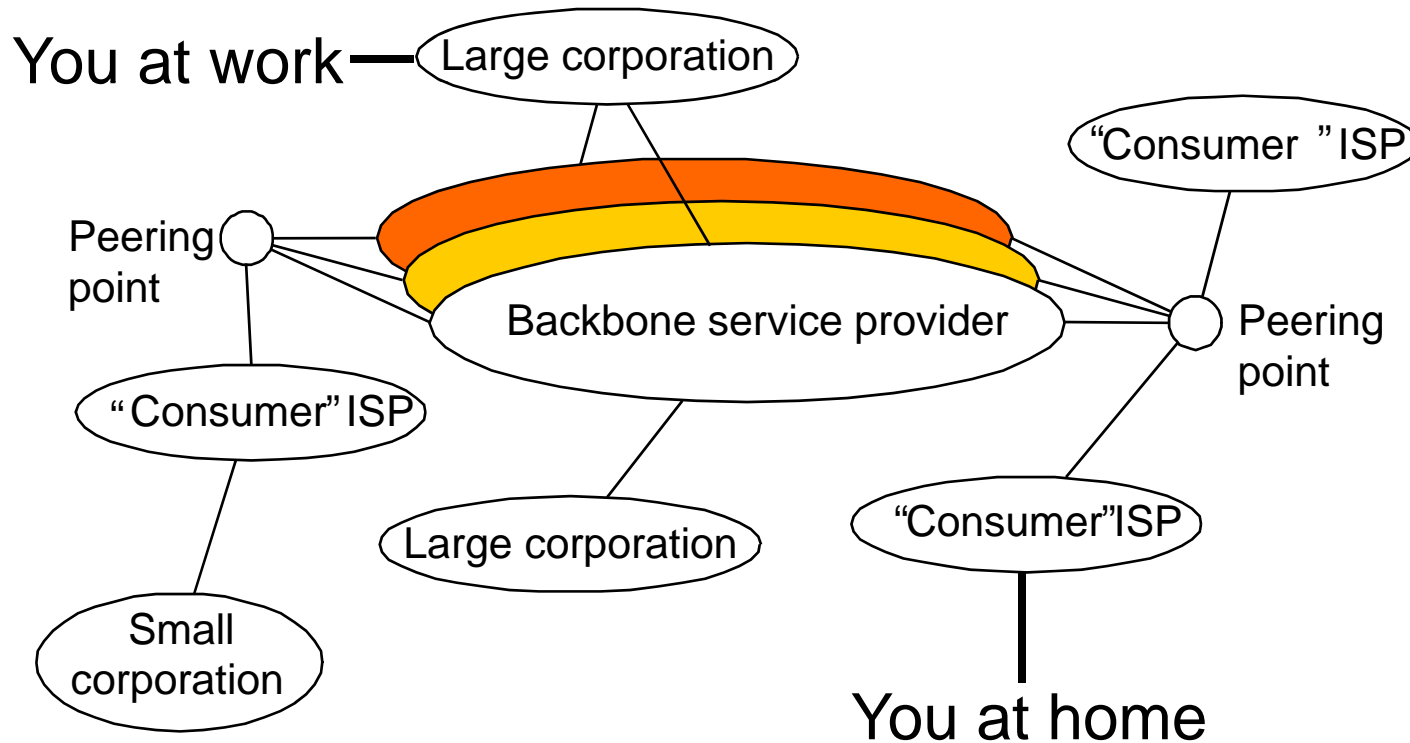 You at work
Large corporation
“Consumer ” ISP
Peering
point
Backbone service provider
Peering
point
“Consumer” ISP
Large corporation
“Consumer”ISP
Small
corporation
You at home